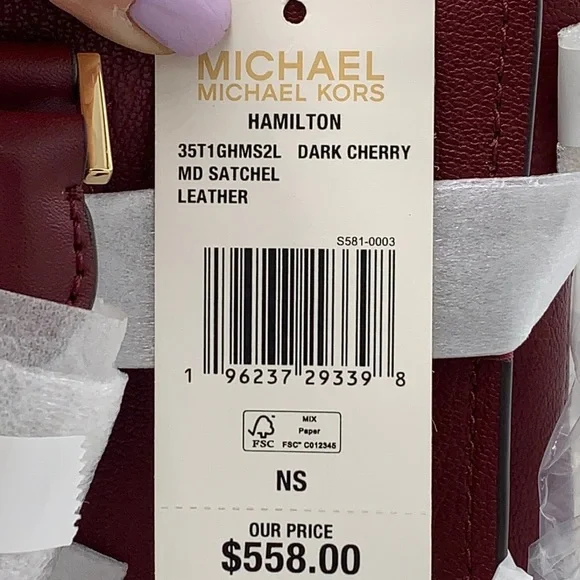 MICHAEL
MICHAEL KORS
HAMILTON
35T1GHMS2L DARK CHERRY
MD SATCHEL
LEATHER
S581-0003
1 96237 29339 8
FSC
MIX
Paper
FSC™ C012345
NS
OUR PRICE
$558.00